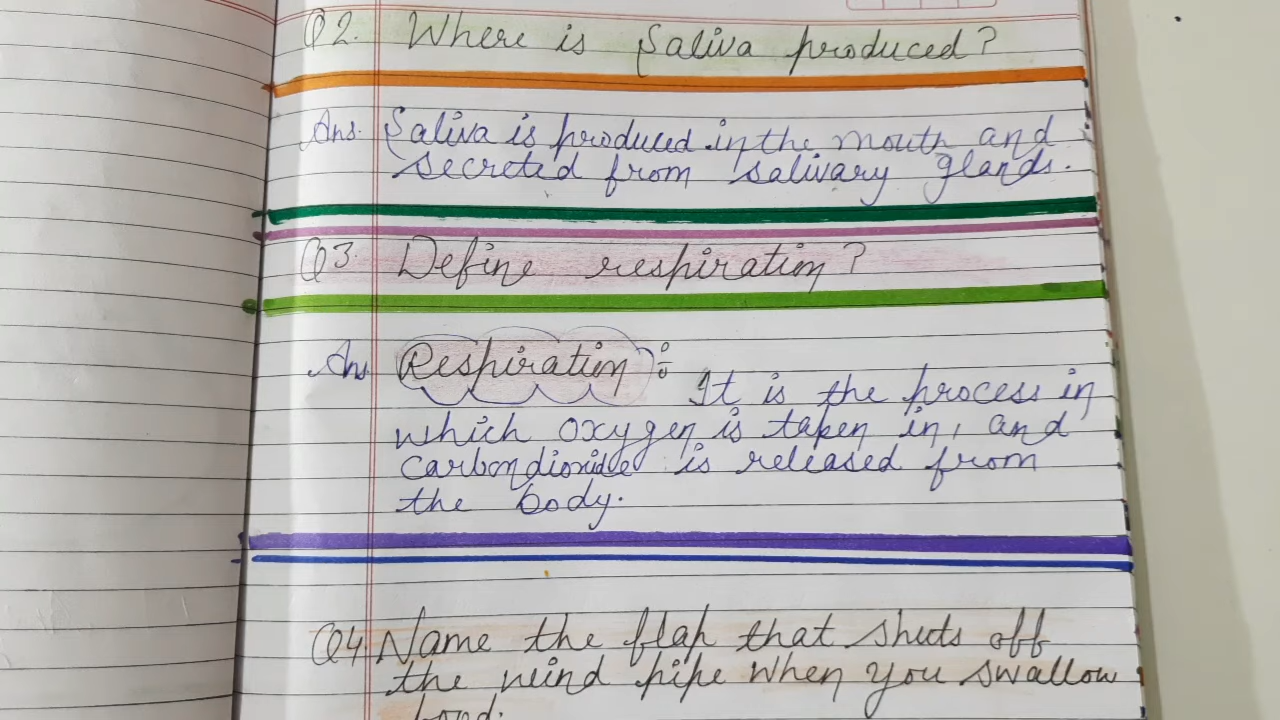 Q2. Where is Saliva produced?
Ans. Saliva is produced in the mouth and
secreted from salivary glands.
Q3. Define respiration?
Ans Respiration: It is the process in
which oxygen is taken in, and
carbondioxide is released from
the body.
Q4. Name the flap that shuts off
the wind pipe when you swallow